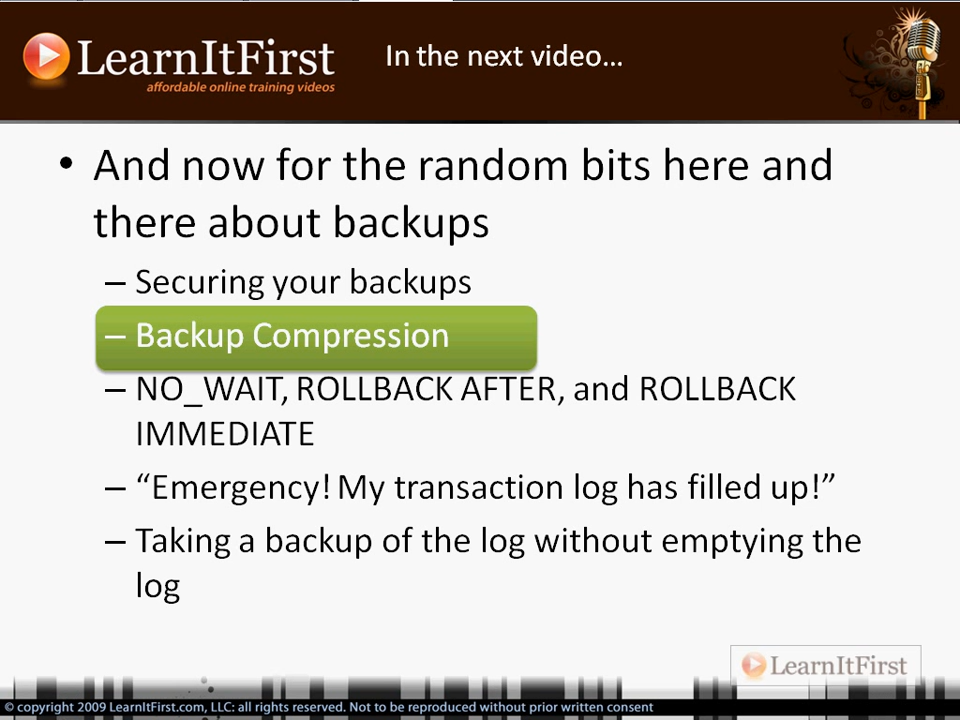 LearnItFirst
affordable online training videos
In the next video…
• And now for the random bits here and
there about backups
– Securing your backups
– Backup Compression
– NO_WAIT, ROLLBACK AFTER, and ROLLBACK
IMMEDIATE
– “Emergency! My transaction log has filled up!”
– Taking a backup of the log without emptying the
log
LearnItFirst
© copyright 2009 LearnItFirst.com, LLC: all rights reserved. Not to be reproduced without prior written consent